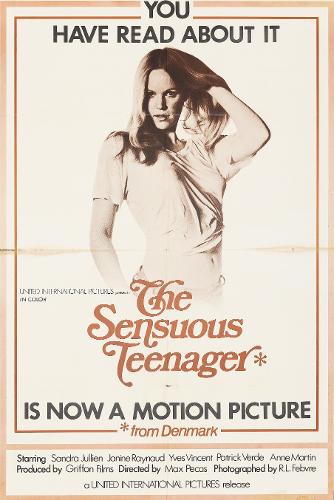 YOU
HAVE READ ABOUT IT
UNITED INTERNATIONAL PICTURES presents
IN COLOR
The
Sensuous
Teenager*
IS NOW A MOTION PICTURE
*from Denmark
Starring Sandra Jullien Janine Raynaud Yves Vincent Patrick Verde Anne Martin
Produced by Griffon Films Directed by Max Pecas Photographed by R.L. Febvre
a UNITED INTERNATIONAL PICTURES release